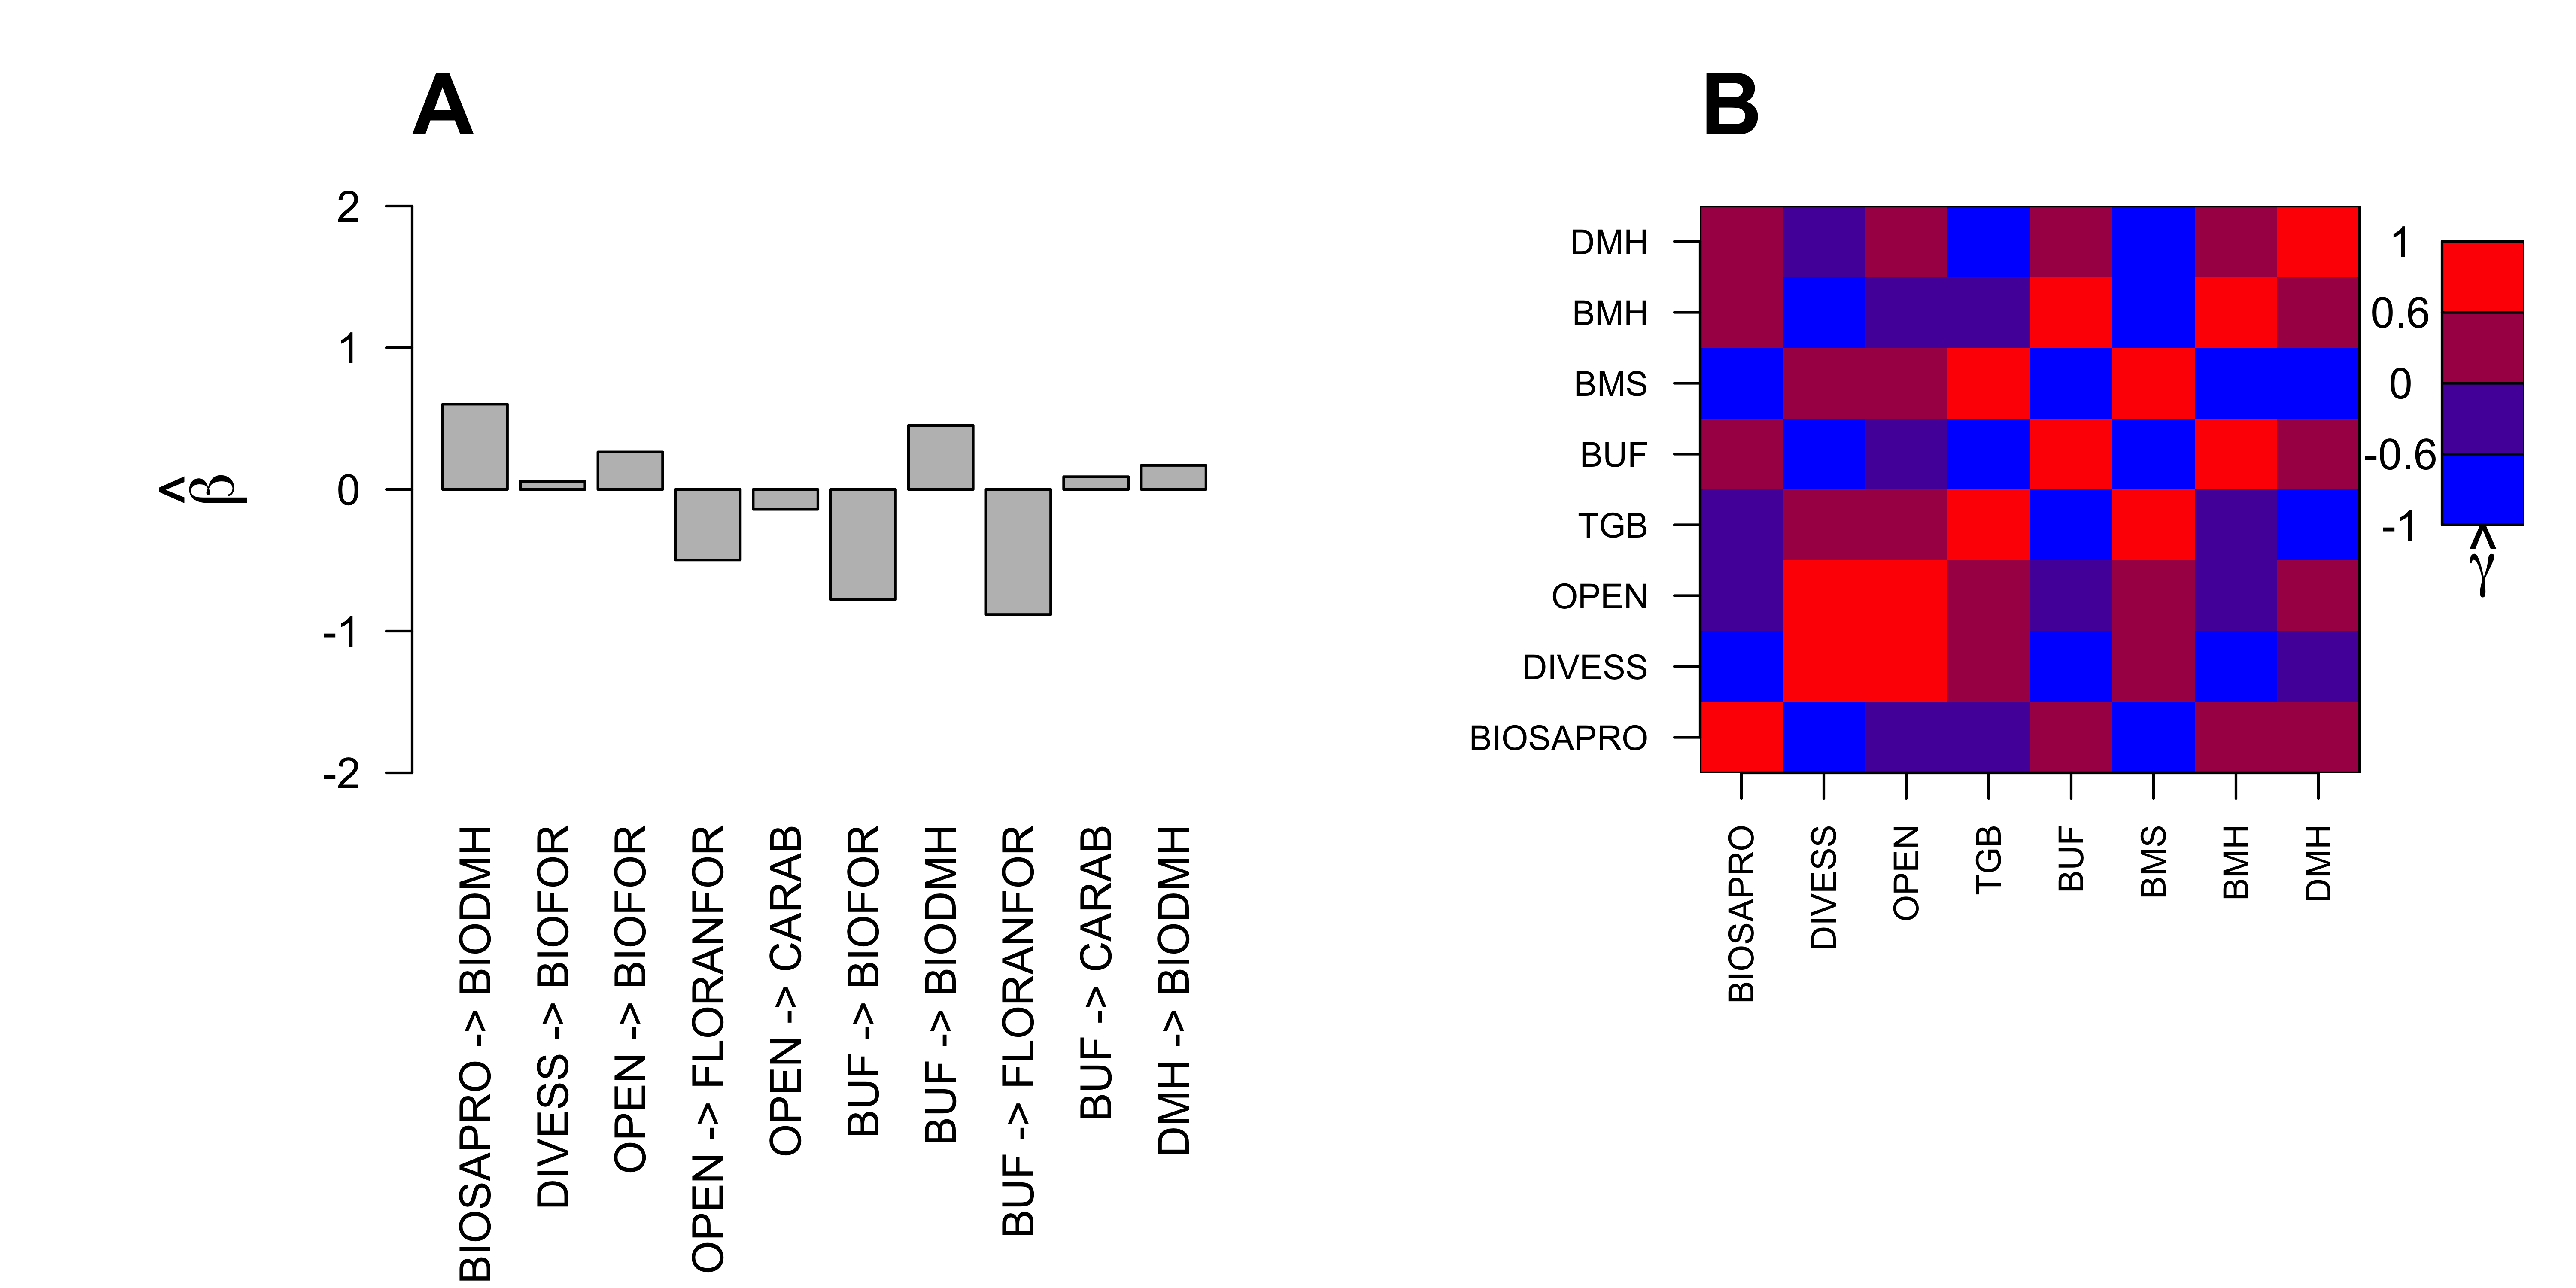 A
β̂
2
1
0
-1
-2
BIOSAPRO -> BIODMH
DIVESS -> BIOFOR
OPEN -> BIOFOR
OPEN -> FLORANFOR
OPEN -> CARAB
BUF -> BIOFOR
BUF -> BIODMH
BUF -> FLORANFOR
BUF -> CARAB
DMH -> BIODMH
B
DMH
BMH
BMS
BUF
TGB
OPEN
DIVESS
BIOSAPRO
BIOSAPRO
DIVESS
OPEN
TGB
BUF
BMS
BMH
DMH
1
0.6
0
-0.6
-1
γ̂